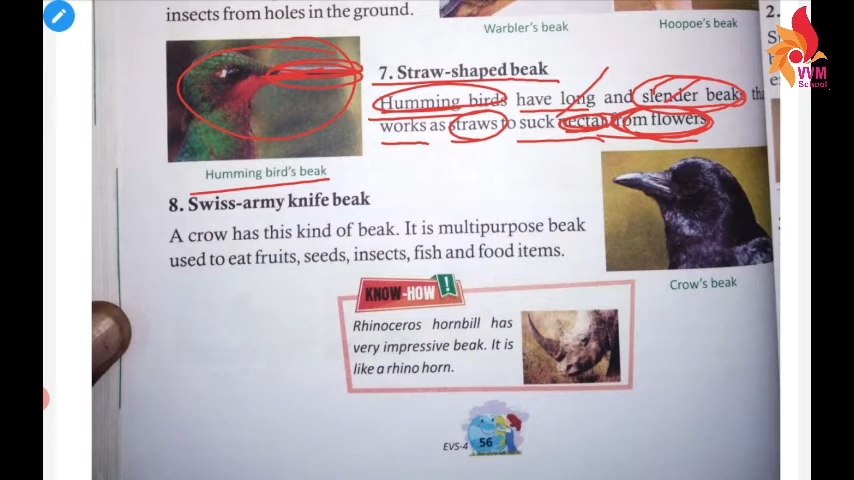 insects from holes in the ground.
Warbler's beak
Hoopoe's beak
2.
VVM
School
7. Straw-shaped beak
Humming birds have long and slender beaks
works as straws to suck nectar from flowers.
Humming bird's beak
8. Swiss-army knife beak
A crow has this kind of beak. It is multipurpose beak
used to eat fruits, seeds, insects, fish and food items.
Crow's beak
KNOW-HOW !
Rhinoceros hornbill has
very impressive beak. It is
like a rhino horn.
EVS-4 56